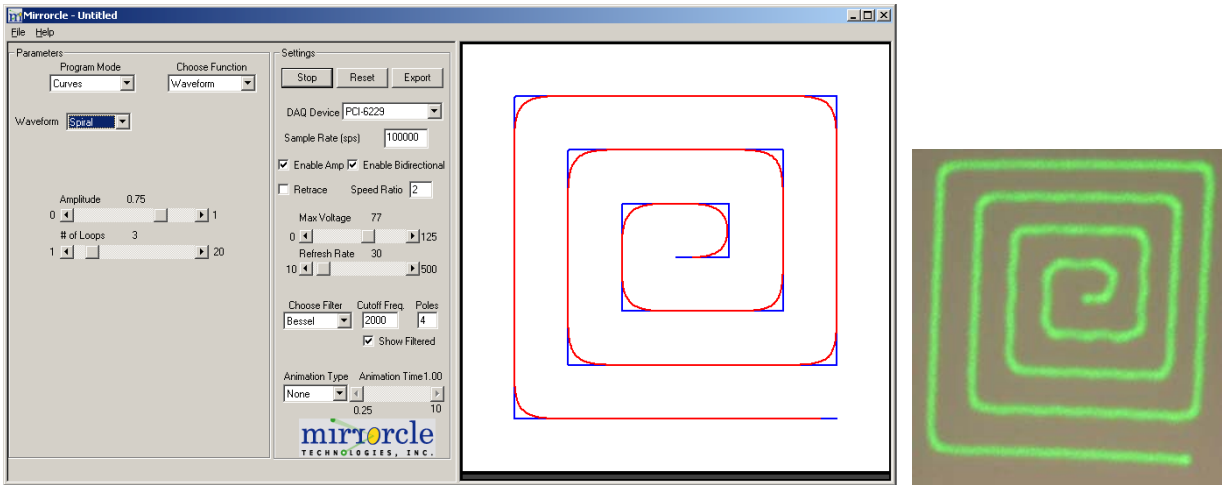 Mirrorcle - Untitled
File Help
Parameters
Program Mode Choose Function
Curves Waveform
Waveform Spiral
Amplitude 0.75
0 1
# of Loops 3
1 20
Settings
Stop Reset Export
DAQ Device PCI-6229
Sample Rate (sps) 100000
Enable Amp Enable Bidirectional
Retrace Speed Ratio 2
Max Voltage 77
0 125
Refresh Rate 30
10 500
Choose Filter Cutoff Freq. Poles
Bessel 2000 4
Show Filtered
Animation Type Animation Time 1.00
None
0.25 10
mirrorcle
TECHNOLOGIES, INC.